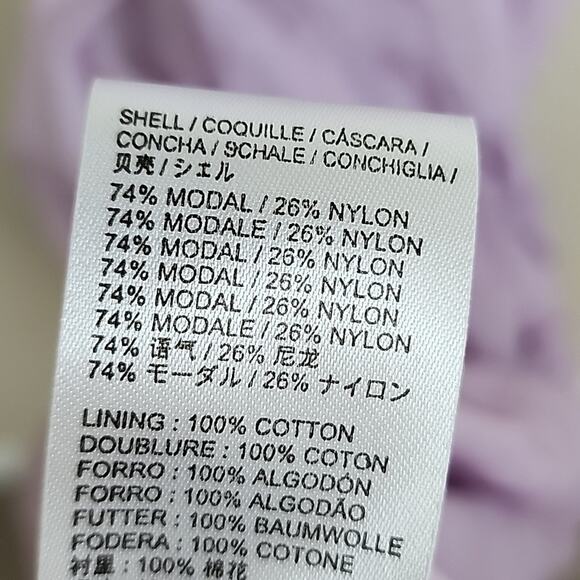 SHELL / COQUILLE / CÁSCARA /
CONCHA / SCHALE / CONCHIGLIA /
贝壳 / シェル
74% MODAL / 26% NYLON
74% MODALE / 26% NYLON
74% MODAL / 26% NYLON
74% MODAL / 26% NYLON
74% MODAL / 26% NYLON
74% MODALE / 26% NYLON
74% 语气 / 26% 尼龙
74% モーダル / 26% ナイロン
LINING : 100% COTTON
DOUBLURE : 100% COTON
FORRO : 100% ALGODÓN
FORRO : 100% ALGODÃO
FUTTER : 100% BAUMWOLLE
FODERA : 100% COTONE
衬里 : 100% 棉花